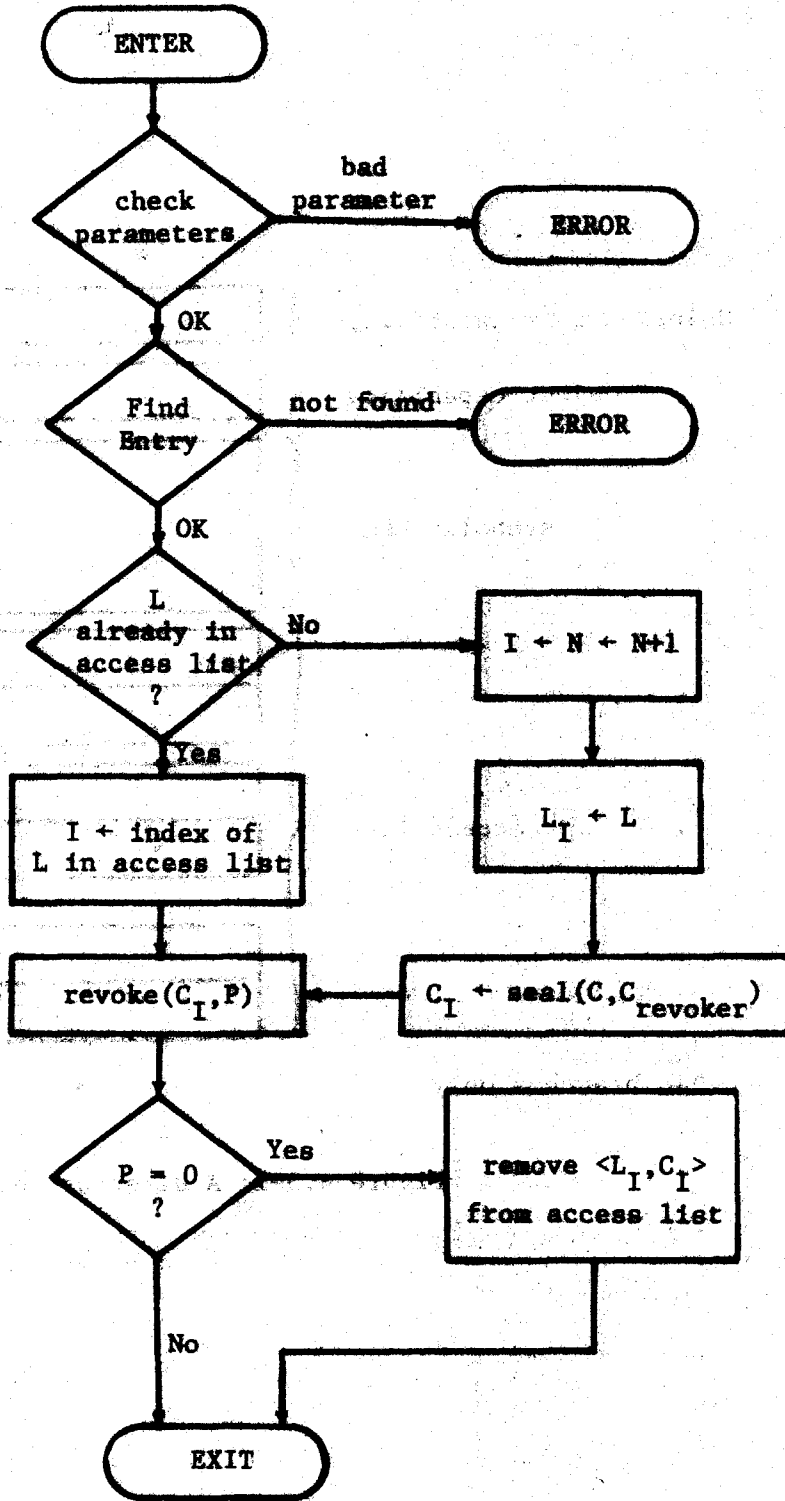 ENTER
check
parameters
bad
parameter
ERROR
OK
Find
Entry
not found
ERROR
OK
L
already in
access list
?
No
I ← N ← N+1
Yes
L_I ← L
I ← index of
L in access list
revoke(C_I,P)
C_I ← seal(C,C_revoker)
P = 0
?
Yes
remove <L_I,C_I>
from access list
No
EXIT